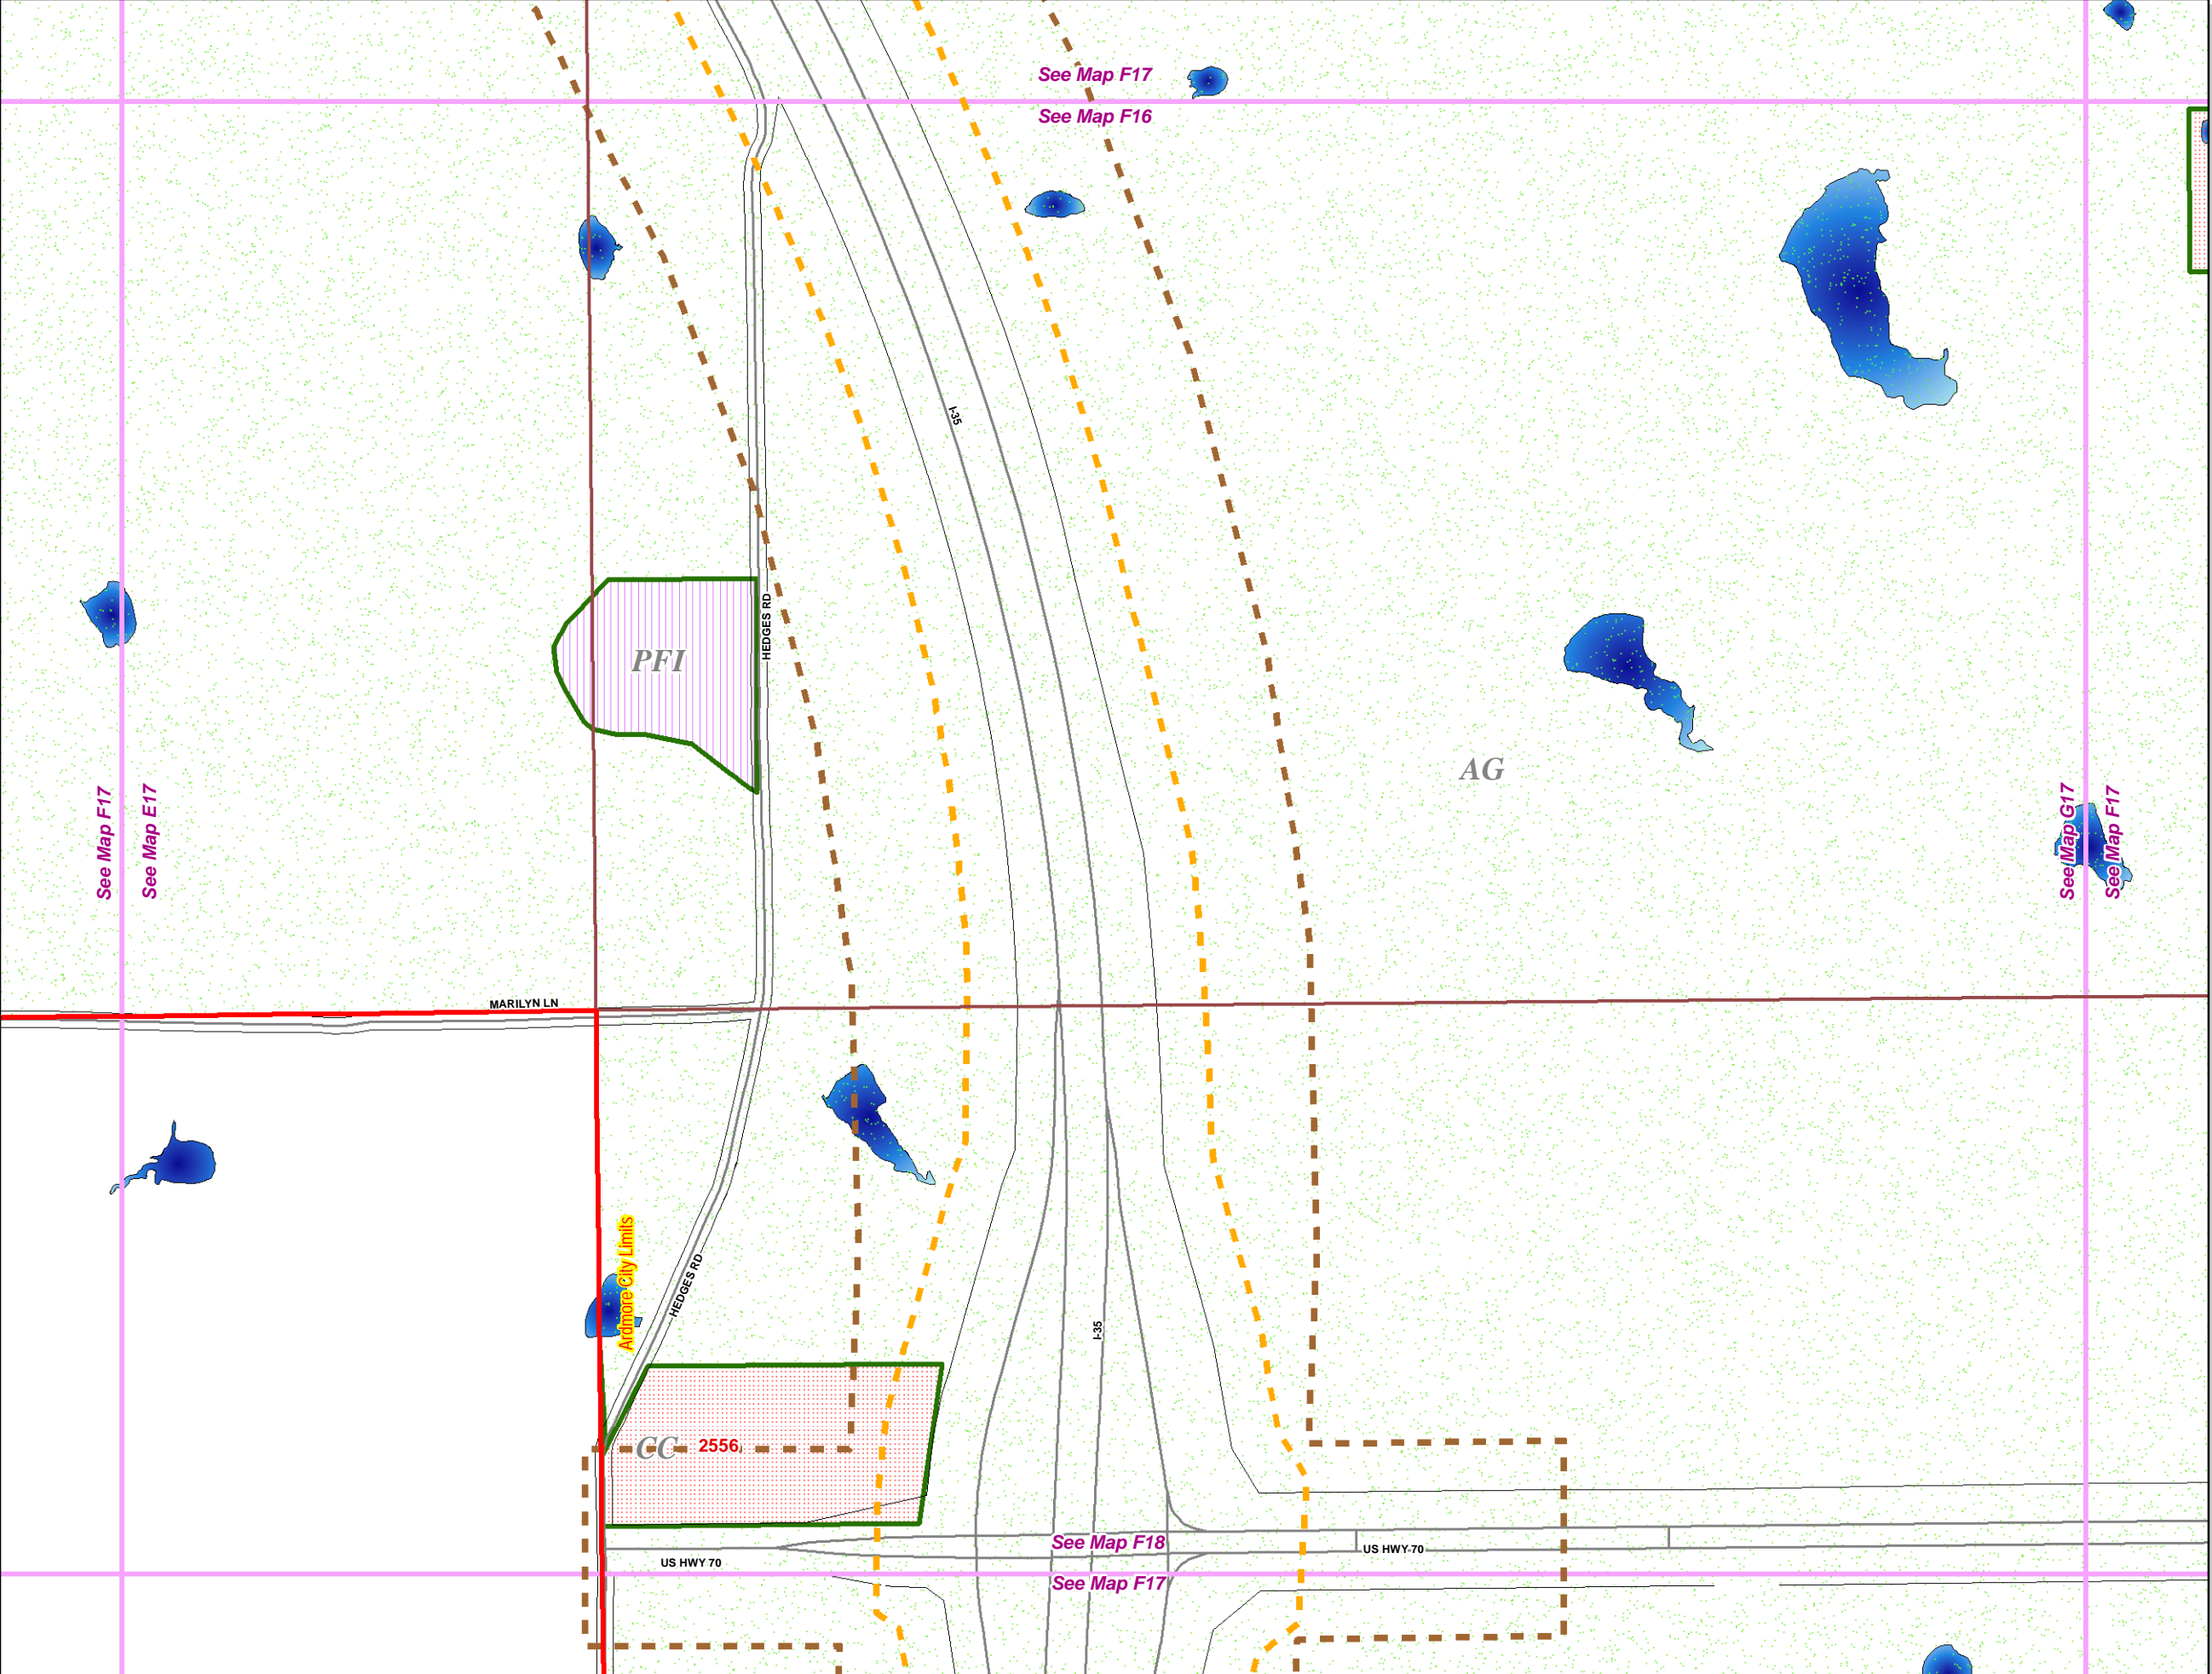 See Map F17
See Map F16
I-35
HEDGES RD
PFI
AG
See Map F17
See Map E17
See Map G17
See Map F17
MARILYN LN
Ardmore City Limits
HEDGES RD
I-35
CC
2556
See Map F18
US HWY 70
US HWY 70
See Map F17